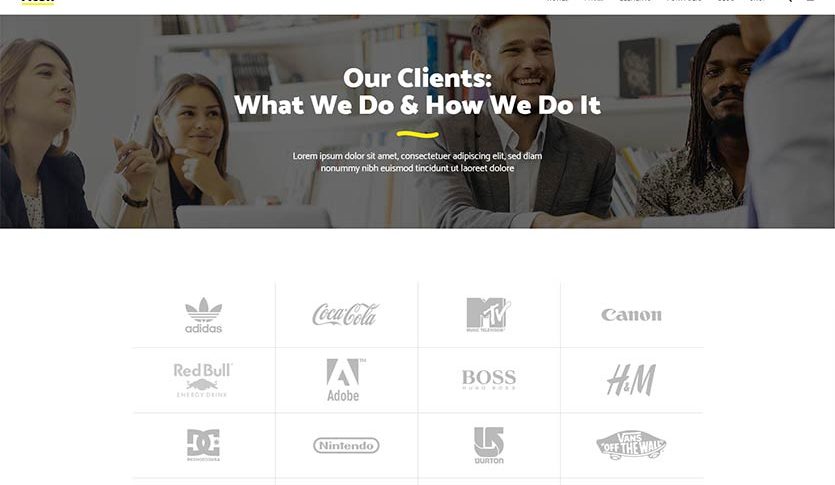 Our Clients:
What We Do & How We Do It
Lorem ipsum dolor sit amet, consectetuer adipiscing elit, sed diam
nonummy nibh euismod tincidunt ut laoreet dolore
adidas
Coca-Cola
MTV
MUSIC TELEVISION
Canon
Red Bull
ENERGY DRINK
Adobe
TM
BOSS
HUGO BOSS
H&M
DC
DCSHOECOUSA
Nintendo
BURTON
VANS
"OFF THE WALL"